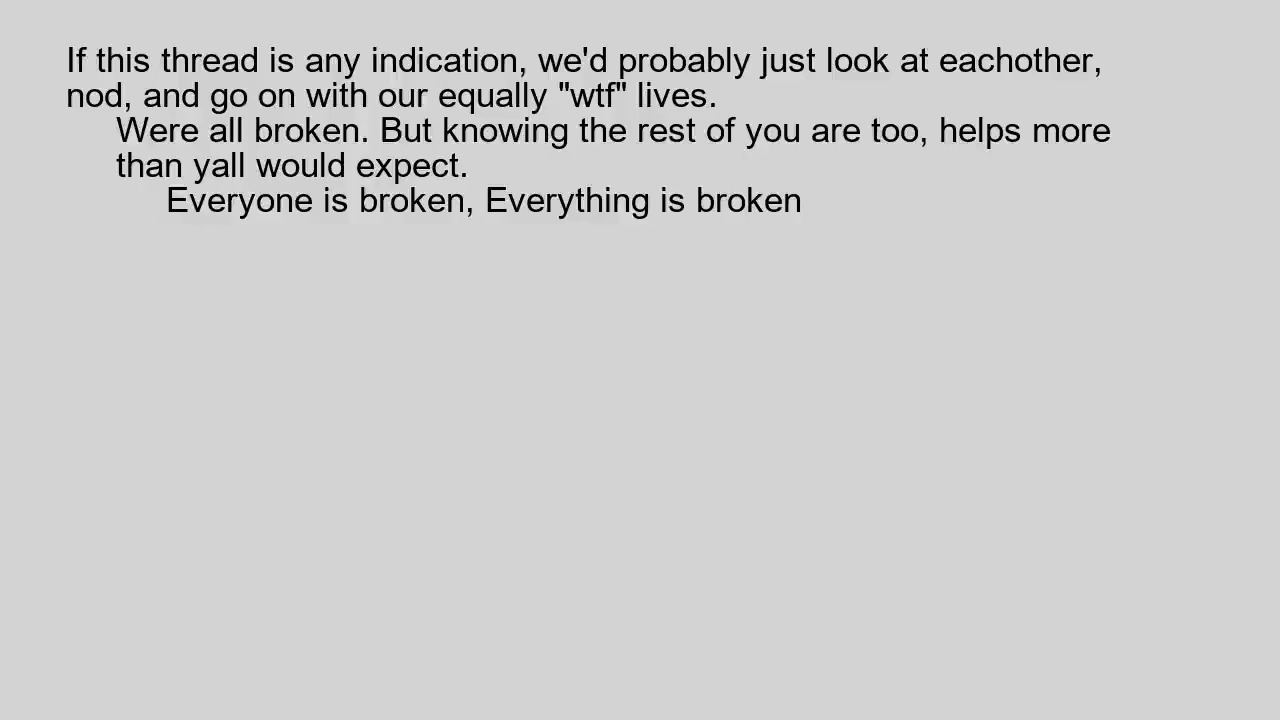 If this thread is any indication, we'd probably just look at eachother,
nod, and go on with our equally "wtf" lives.
Were all broken. But knowing the rest of you are too, helps more
than yall would expect.
Everyone is broken, Everything is broken